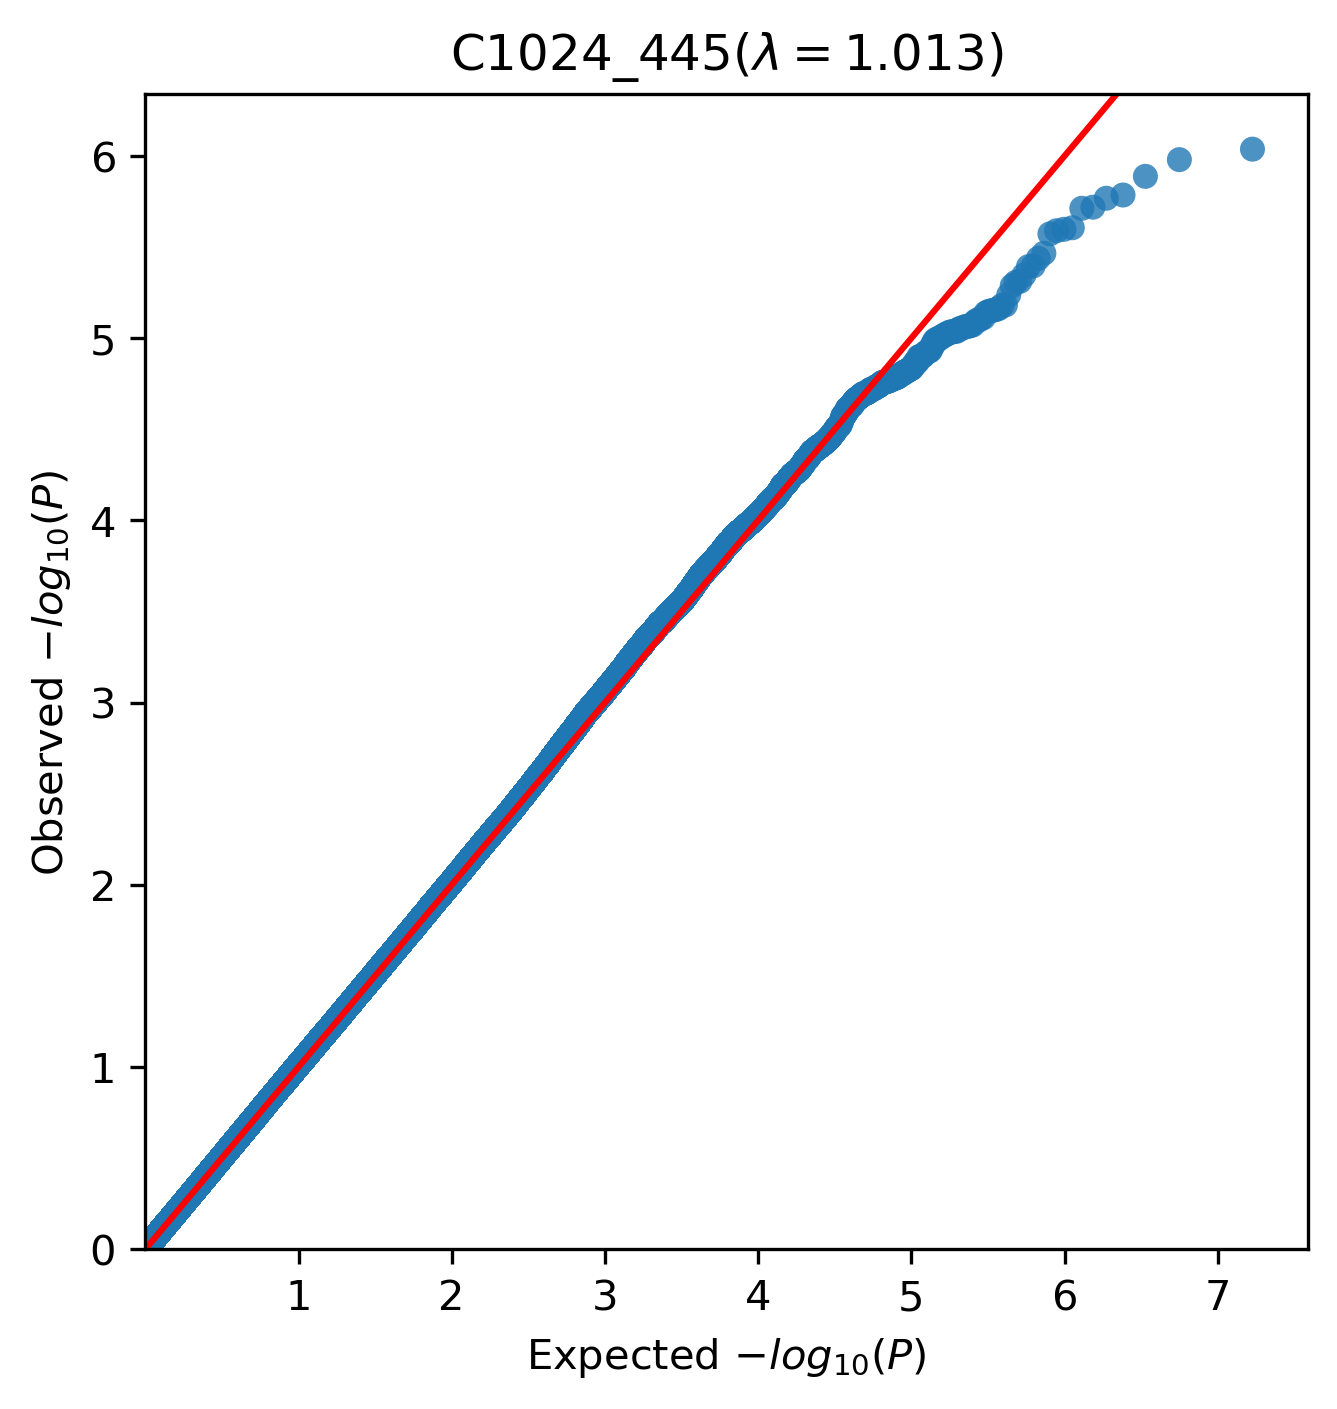 C1024_445(λ = 1.013)
6
5
4
3
2
1
0
Observed −log₁₀(P)
1 2 3 4 5 6 7
Expected −log₁₀(P)